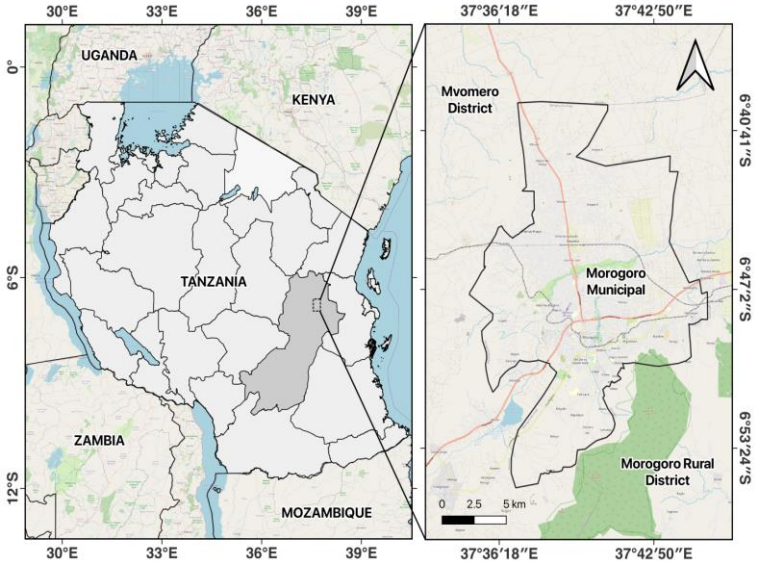 30°E 33°E 36°E 39°E
37°36′18″E 37°42′50″E
0°
6°S
12°S
UGANDA
KENYA
TANZANIA
ZAMBIA
MOZAMBIQUE
Mvomero
District
Morogoro
Municipal
Morogoro Rural
District
6°40′41″S
6°47′2″S
6°53′24″S
0 2.5 5 km
30°E 33°E 36°E 39°E
37°36′18″E 37°42′50″E